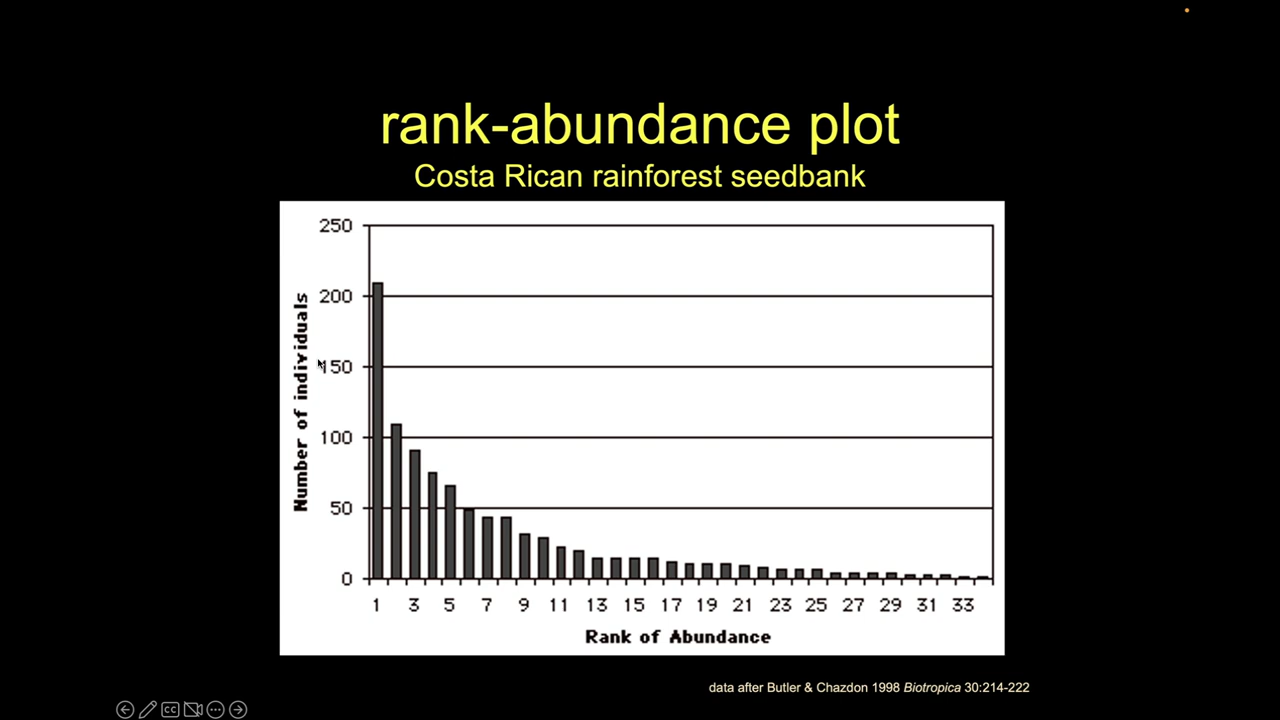 rank-abundance plot
Costa Rican rainforest seedbank
250
200
150
100
50
0
Number of individuals
1 3 5 7 9 11 13 15 17 19 21 23 25 27 29 31 33
Rank of Abundance
data after Butler & Chazdon 1998 Biotropica 30:214-222
CC